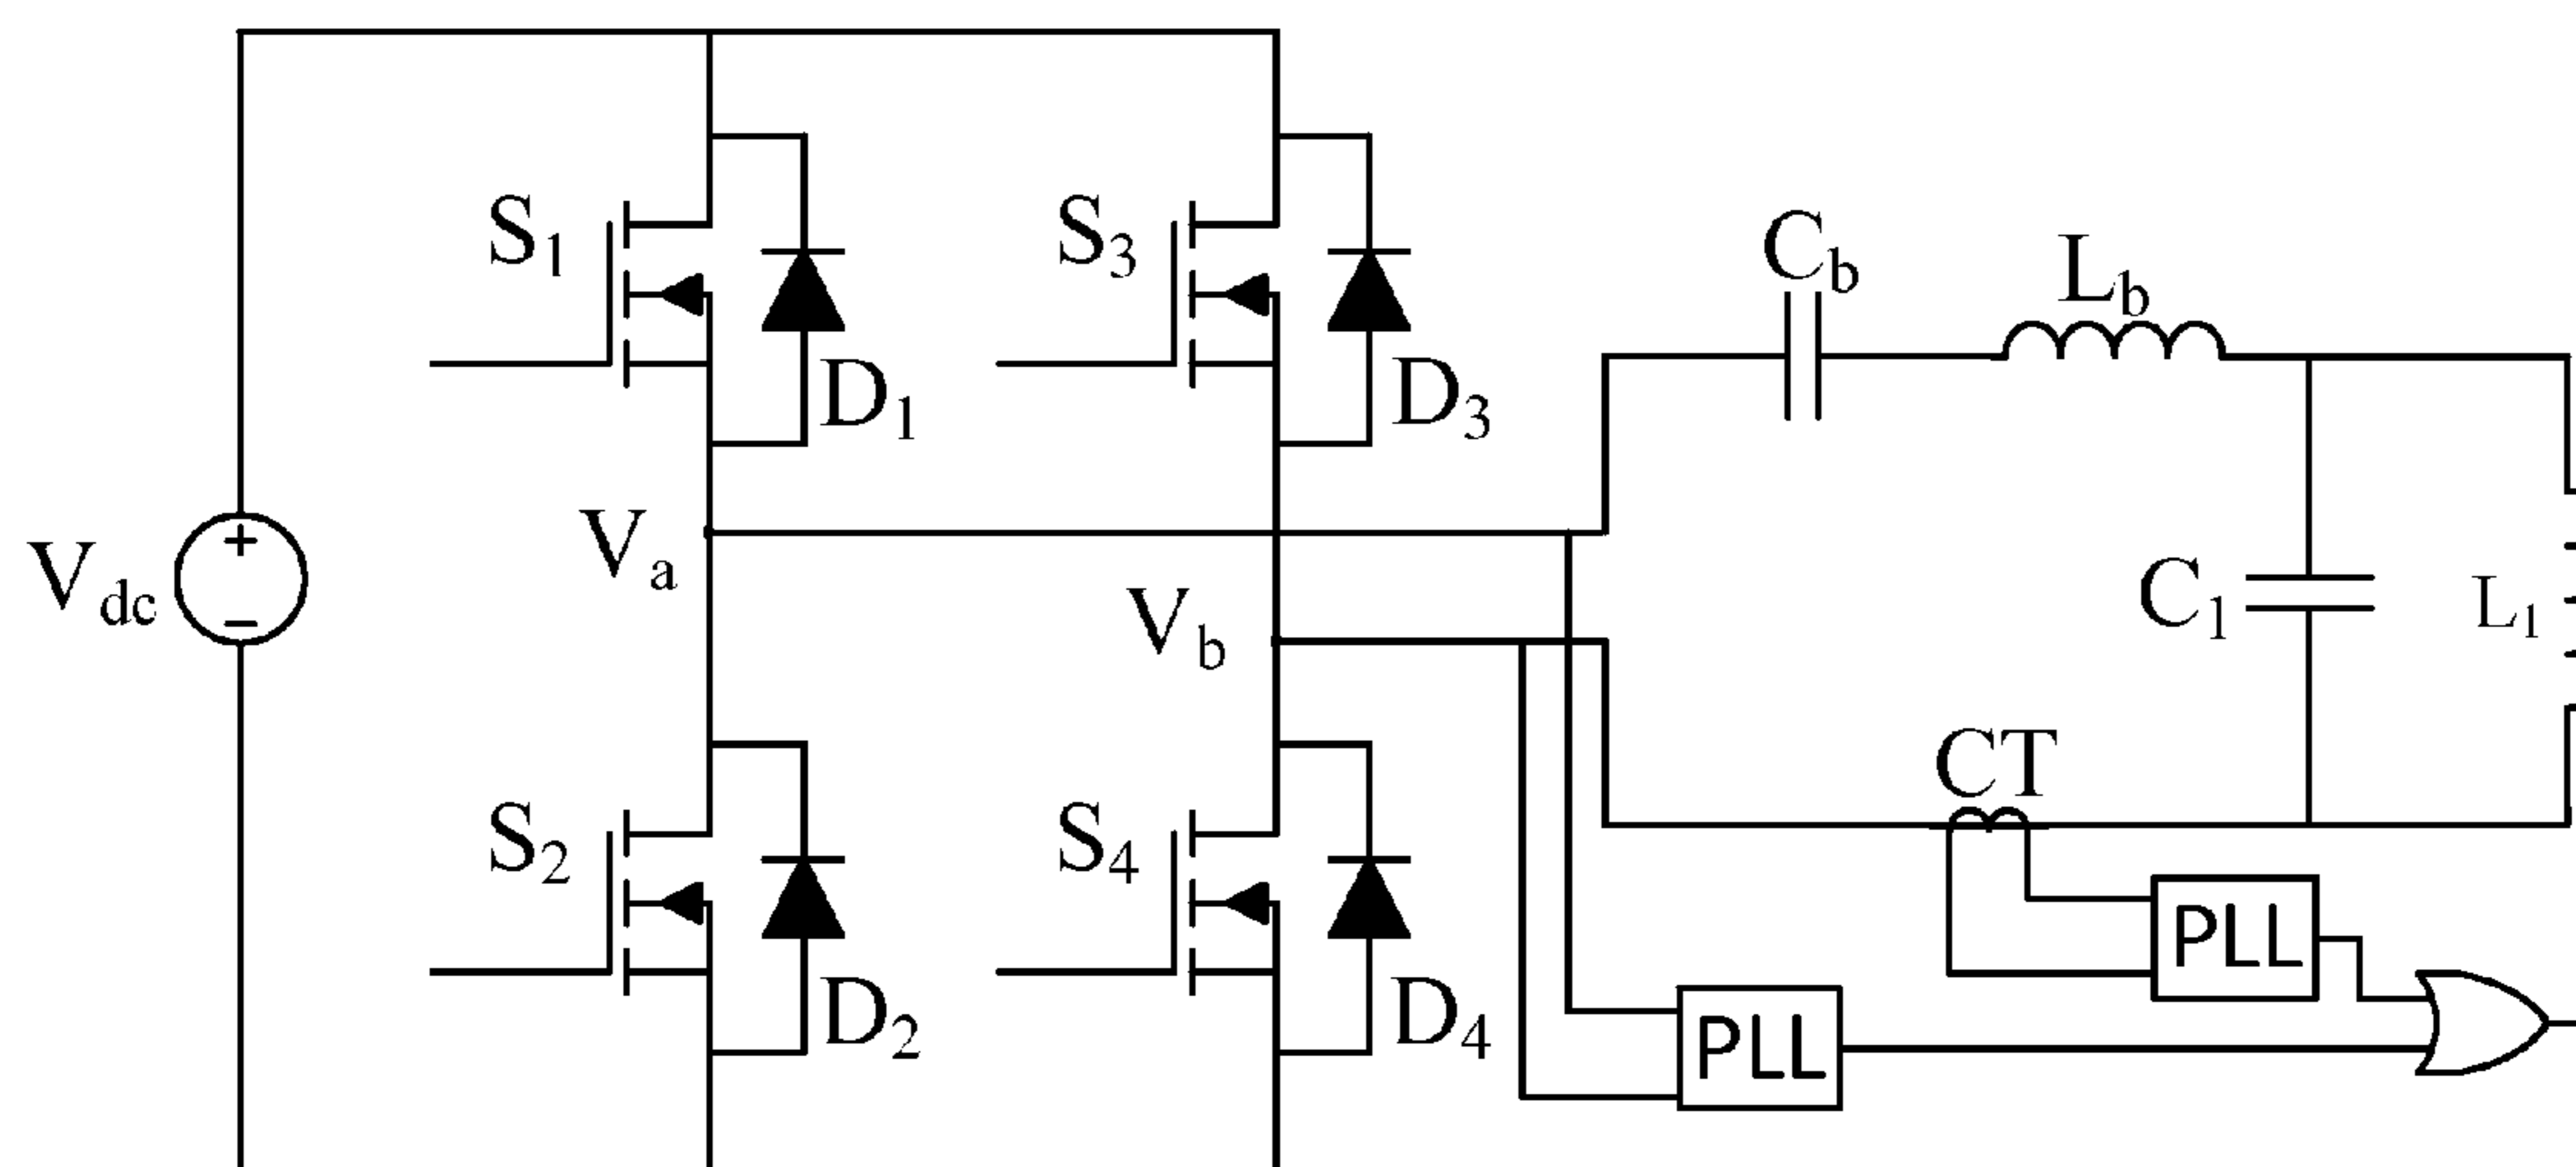 S1
D1
S3
D3
Cb
Lb
Vdc
+
−
Va
Vb
C1
L1
CT
S2
D2
S4
D4
PLL
PLL